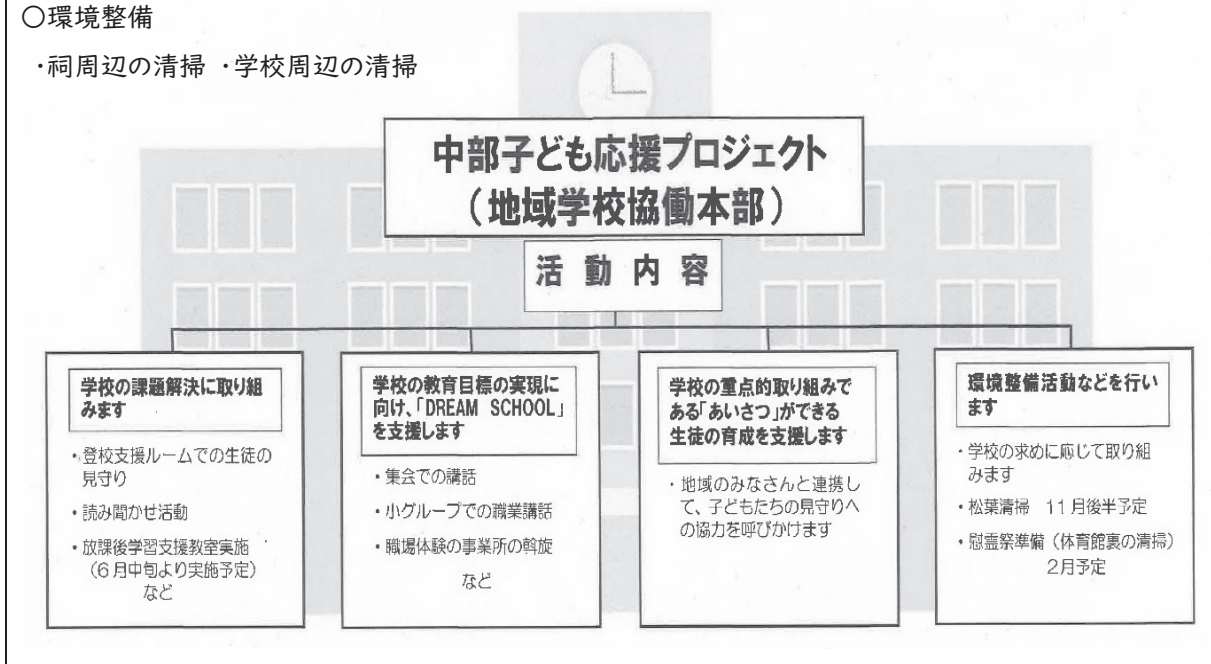 〇環境整備
・祠周辺の清掃 ・学校周辺の清掃
中部子ども応援プロジェクト
（地域学校協働本部）
活動内容
学校の課題解決に取り組
みます
・登校支援ルームでの生徒の
見守り
・読み聞かせ活動
・放課後学習支援教室実施
（6月中旬より実施予定）
など
学校の教育目標の実現に
向け、「DREAM SCHOOL」
を支援します
・集会での講話
・小グループでの職業講話
・職場体験の事業所の斡旋
など
学校の重点的取り組みで
ある「あいさつ」ができる
生徒の育成を支援します
・地域のみなさんと連携し
て、子どもたちの見守りへ
の協力を呼びかけます
環境整備活動などを行い
ます
・学校の求めに応じて取り組
みます
・松葉清掃 11月後半予定
・慰霊祭準備（体育館裏の清掃）
2月予定